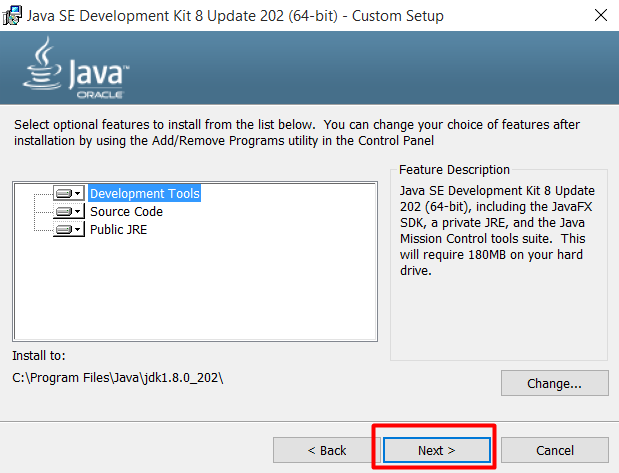 Java SE Development Kit 8 Update 202 (64-bit) - Custom Setup
Java™
ORACLE
Select optional features to install from the list below.  You can change your choice of features after
installation by using the Add/Remove Programs utility in the Control Panel
Development Tools
Source Code
Public JRE
Feature Description
Java SE Development Kit 8 Update
202 (64-bit), including the JavaFX
SDK, a private JRE, and the Java
Mission Control tools suite.  This
will require 180MB on your hard
drive.
Install to:
C:\Program Files\Java\jdk1.8.0_202\
Change...
< Back
Next >
Cancel